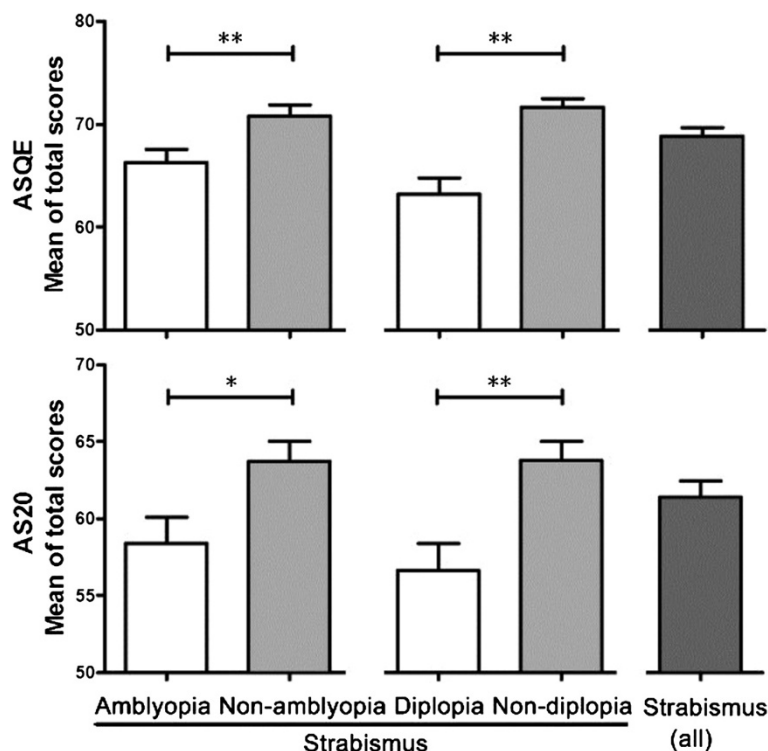 80
70
60
50
ASQE
Mean of total scores
**
**
70
65
60
55
50
AS20
Mean of total scores
*
**
Amblyopia Non-amblyopia Diplopia Non-diplopia Strabismus
(all)
Strabismus